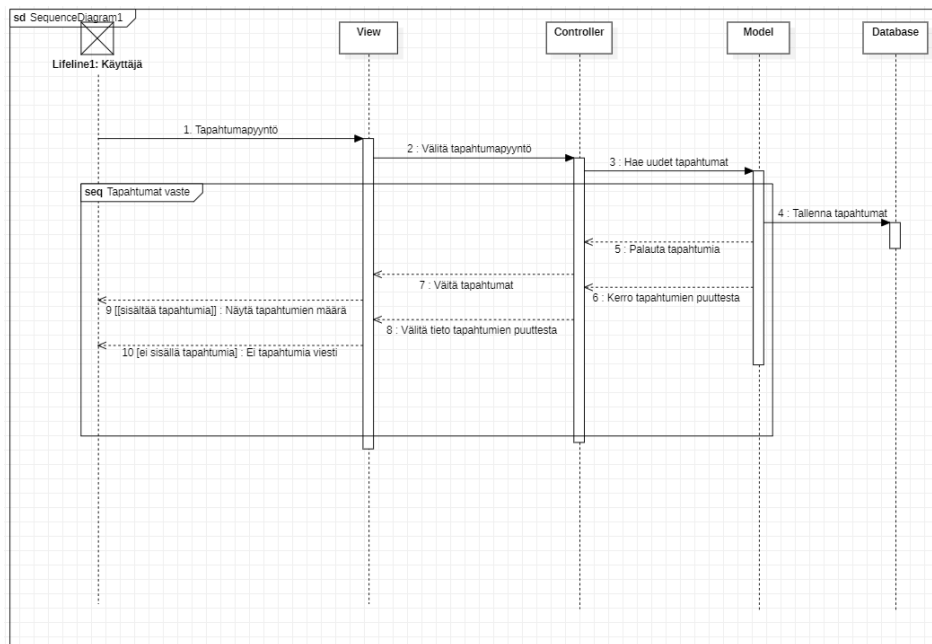 sd SequenceDiagram1
Lifeline1: Käyttäjä
View
Controller
Model
Database
1. Tapahtumapyyntö
2 : Välitä tapahtumapyyntö
3 : Hae uudet tapahtumat
seq Tapahtumat vaste
4 : Tallenna tapahtumat
5 : Palauta tapahtumia
7 : Väitä tapahtumat
6 : Kerro tapahtumien puuttesta
9 [[sisältää tapahtumia]] : Näytä tapahtumien määrä
8 : Välitä tieto tapahtumien puuttesta
10 [ei sisällä tapahtumia] : Ei tapahtumia viesti